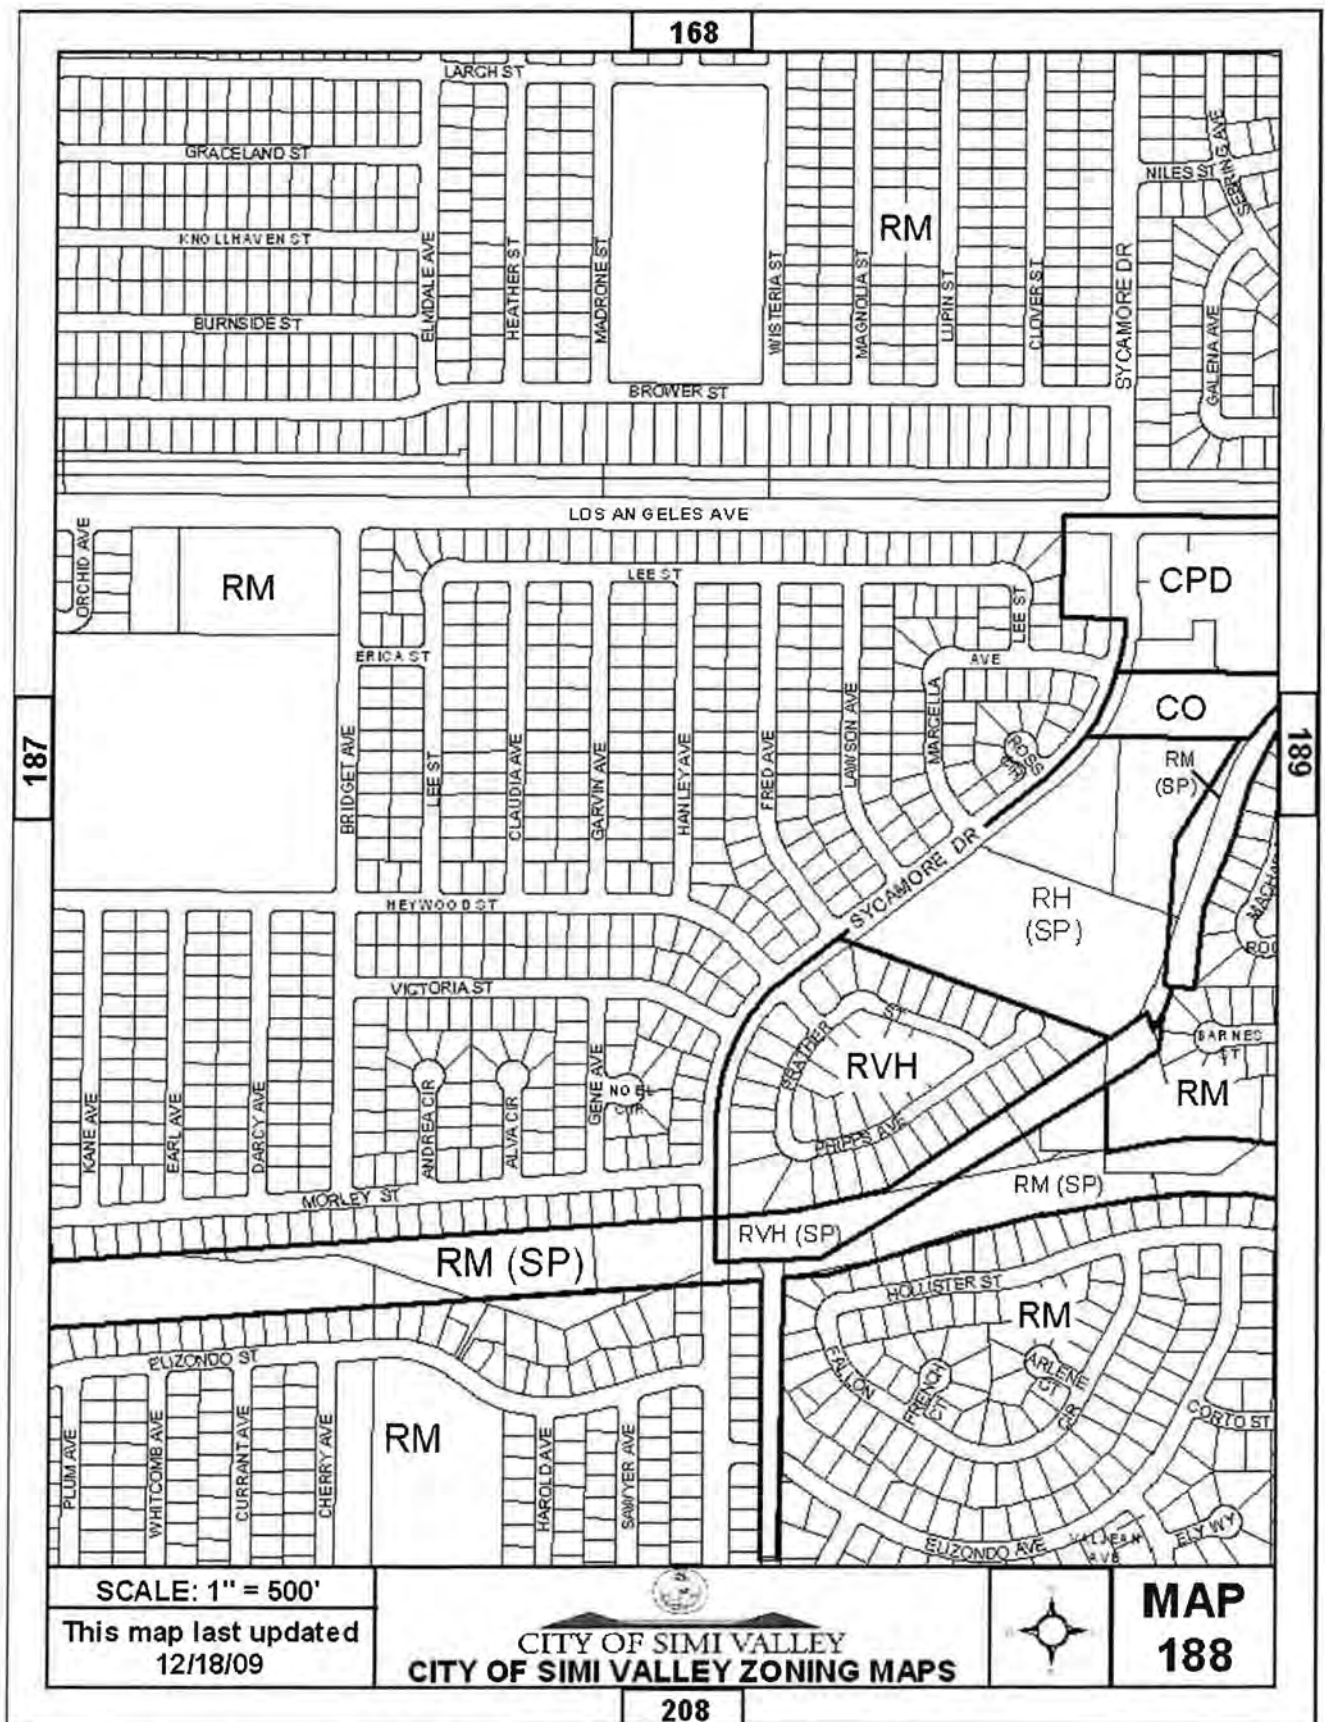 168
LARCH ST
GRACELAND ST
KNOLLHAVEN ST
BURNSIDE ST
ELMDALE AVE
HEATHER ST
MADRONE ST
WISTERIA ST
MAGNOLIA ST
RM
LUPIN ST
CLOVER ST
SYCAMORE DR
NILES ST
SEBRING AVE
GALENA AVE
BROWER ST
LOS ANGELES AVE
ORCHID AVE
RM
LEE ST
LEE ST
CPD
ERICA ST
AVE
MARCELLA
ROSS
CO
187
189
BRIDGET AVE
LEE ST
CLAUDIA AVE
GARVIN AVE
HANLEY AVE
FRED AVE
LAWSON AVE
RM
(SP)
SYCAMORE DR
RH
(SP)
HEYWOOD ST
VICTORIA ST
KANE AVE
EARL AVE
DARCY AVE
ANDREA CIR
ALVA CIR
GENE AVE
NOEL
CIR
PRATHER
ST
RVH
PHIPPS AVE
BARNES
ST
RM
MORLEY ST
RM (SP)
RVH (SP)
RM (SP)
HOLLISTER ST
RM
FALLON
FRENCH
CT
ARLENE
CT
CIR
CORTO ST
ELIZONDO ST
PLUM AVE
WHITCOMB AVE
CURRANT AVE
CHERRY AVE
RM
HAROLD AVE
SAWYER AVE
ELIZONDO AVE
VALJEAN
AVE
ELY WY
SCALE: 1" = 500'
This map last updated
12/18/09
CITY OF SIMI VALLEY
CITY OF SIMI VALLEY ZONING MAPS
MAP
188
208